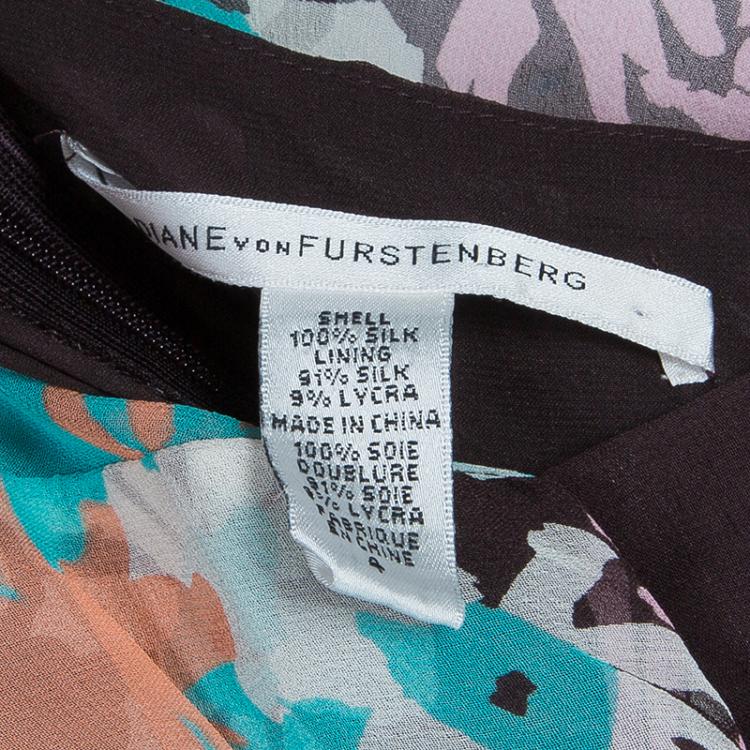 DIANE VON FURSTENBERG
SHELL
100% SILK
LINING
91% SILK
9% LYCRA
MADE IN CHINA
100% SOIE
DOUBLURE
91% SOIE
9% LYCRA
FABRIQUE
EN CHINE